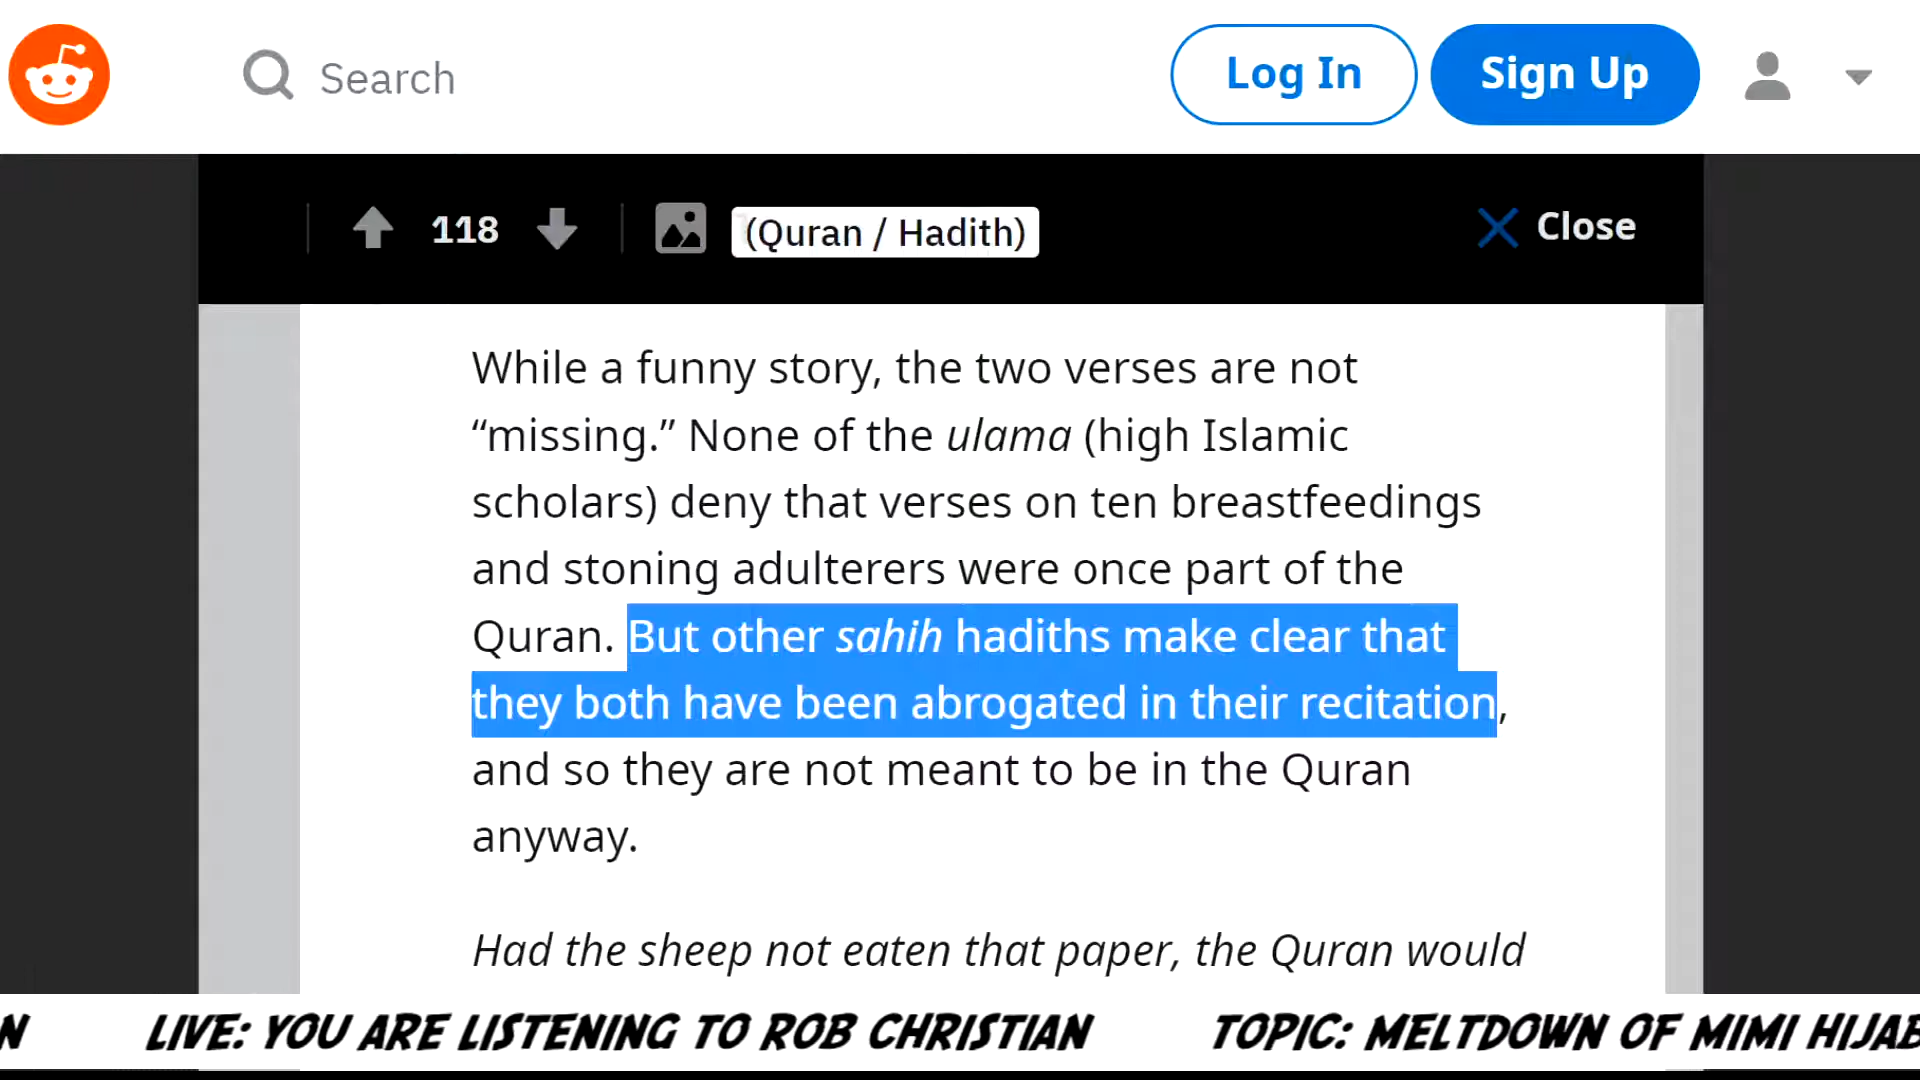 Search
Log In
Sign Up
118
(Quran / Hadith)
Close
While a funny story, the two verses are not
“missing.” None of the ulama (high Islamic
scholars) deny that verses on ten breastfeedings
and stoning adulterers were once part of the
Quran. But other sahih hadiths make clear that
they both have been abrogated in their recitation,
and so they are not meant to be in the Quran
anyway.
Had the sheep not eaten that paper, the Quran would
N LIVE: YOU ARE LISTENING TO ROB CHRISTIAN TOPIC: MELTDOWN OF MIMI HIJAB